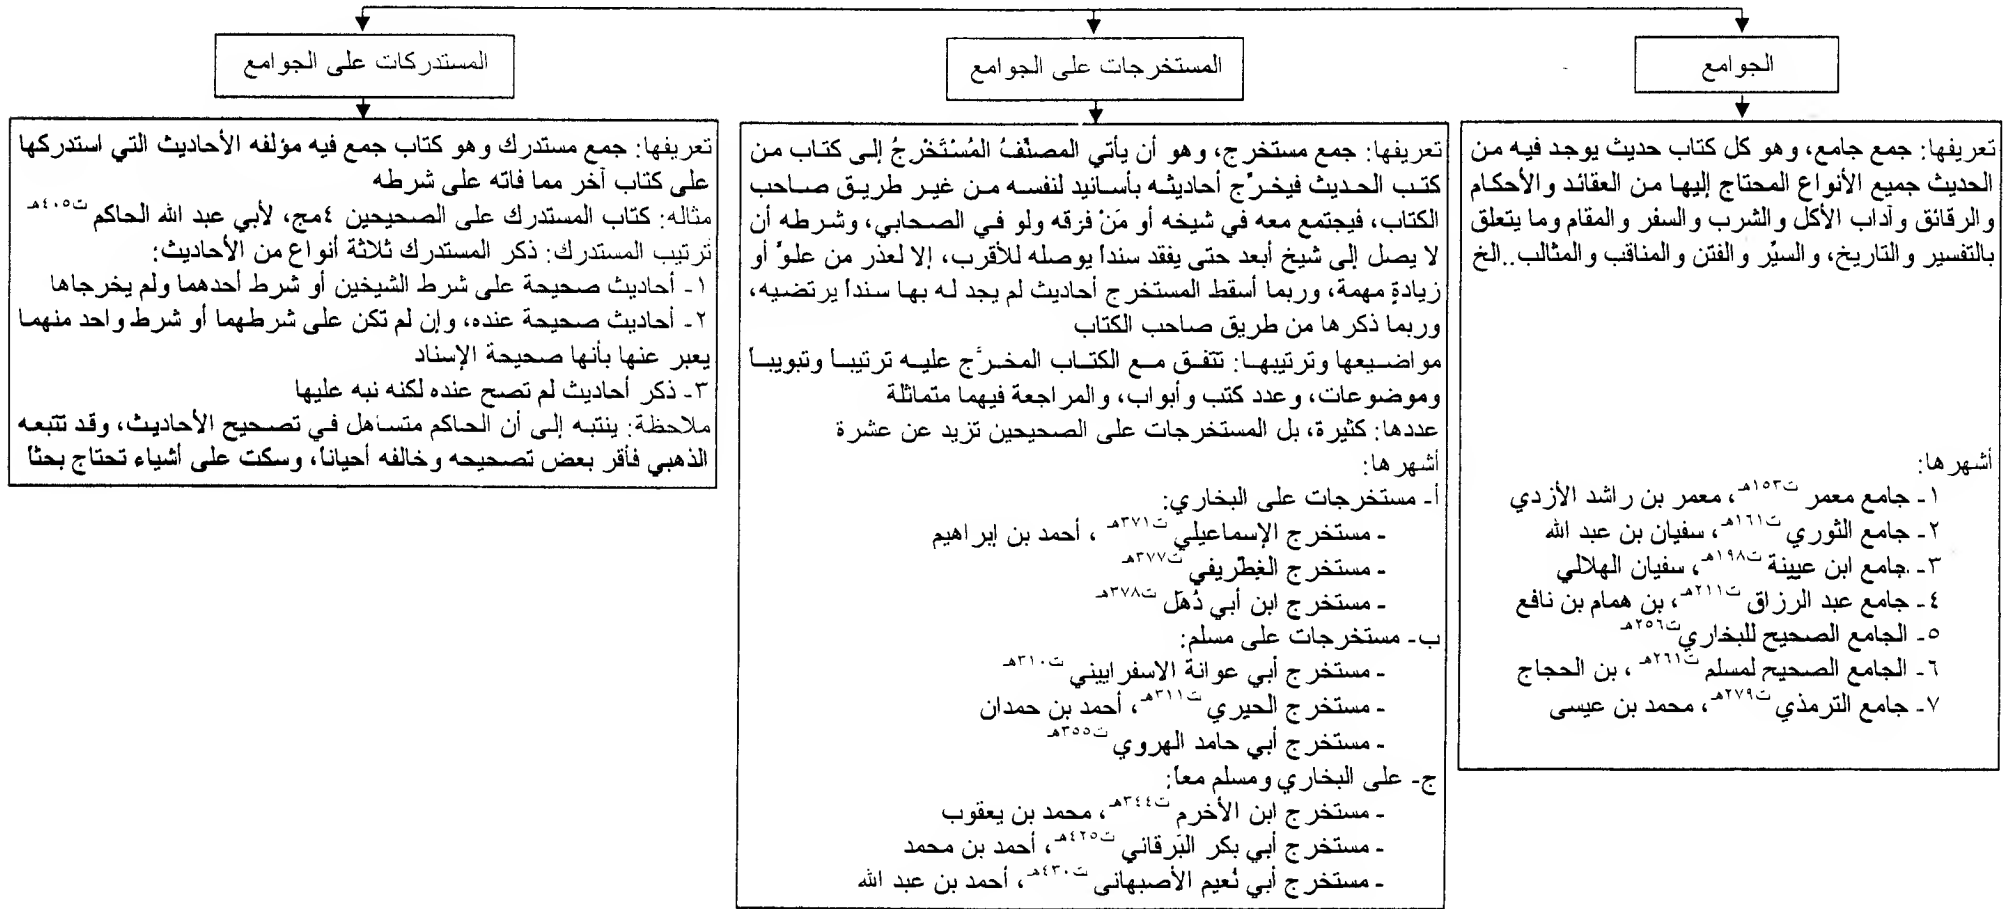 الجوامع
تعريفها: جمع جامع، وهو كل كتاب حديث يوجد فيه من
الحديث جميع الأنواع المحتاج إليها من العقائد والأحكام
والرقائق وآداب الأكل والشرب والسفر والمقام وما يتعلق
بالتفسير والتاريخ، والسيِّر والفتن والمناقب والمثالب..الخ
أشهرها:
١- جامع معمر ت١٥٣هـ، معمر بن راشد الأزدي
٢- جامع الثوري ت١٦١هـ، سفيان بن عبد الله
٣- جامع ابن عيينة ت١٩٨هـ، سفيان الهلالي
٤- جامع عبد الرزاق ت٢١١هـ، بن همام بن نافع
٥- الجامع الصحيح للبخاري ت٢٥٦هـ
٦- الجامع الصحيح لمسلم ت٢٦١هـ، بن الحجاج
٧- جامع الترمذي ت٢٧٩هـ، محمد بن عيسى
المستخرجات على الجوامع
تعريفها: جمع مستخرج، وهو أن يأتي المصنِّفُ المُسْتَخْرِجُ إلى كتاب من
كتب الحديث فيخرِّج أحاديثه بأسانيد لنفسه من غير طريق صاحب
الكتاب، فيجتمع معه في شيخه أو مَنْ فوقه ولو في الصحابي، وشرطه أن
لا يصل إلى شيخ أبعد حتى يفقد سنداً يوصله للأقرب، إلا لعذر من علوٍّ أو
زيادةٍ مهمة، وربما أسقط المستخرج أحاديث لم يجد له بها سنداً يرتضيه،
وربما ذكرها من طريق صاحب الكتاب
مواضيعها وترتيبها: تتفق مع الكتاب المخرَّج عليه ترتيبا وتبويبا
وموضوعات، وعدد كتب وأبواب، والمراجعة فيهما متماثلة
عددها: كثيرة، بل المستخرجات على الصحيحين تزيد عن عشرة
أشهرها:
أ- مستخرجات على البخاري:
- مستخرج الإسماعيلي ت٣٧١هـ، أحمد بن إبراهيم
- مستخرج الغِطْريفي ت٣٧٧هـ
- مستخرج ابن أبي ذُهْل ت٣٧٨هـ
ب- مستخرجات على مسلم:
- مستخرج أبي عوانة الاسفراييني ت٣١٠هـ
- مستخرج الحيري ت٣١١هـ، أحمد بن حمدان
- مستخرج أبي حامد الهروي ت٣٥٥هـ
ج- على البخاري ومسلم معاً:
- مستخرج ابن الأخرم ت٣٤٤هـ، محمد بن يعقوب
- مستخرج أبي بكر البَرقاني ت٤٢٥هـ، أحمد بن محمد
- مستخرج أبي نُعيم الأصبهانى ت٤٣٠هـ، أحمد بن عبد الله
المستدركات على الجوامع
تعريفها: جمع مستدرك وهو كتاب جمع فيه مؤلفه الأحاديث التي استدركها
على كتاب آخر مما فاته على شرطه
مثاله: كتاب المستدرك على الصحيحين ٤مج، لأبي عبد الله الحاكم ت٤٠٥هـ
ترتيب المستدرك: ذكر المستدرك ثلاثة أنواع من الأحاديث:
١- أحاديث صحيحة على شرط الشيخين أو شرط أحدهما ولم يخرجاها
٢- أحاديث صحيحة عنده، وإن لم تكن على شرطهما أو شرط واحد منهما
يعبر عنها بأنها صحيحة الإسناد
٣- ذكر أحاديث لم تصح عنده لكنه نبه عليها
ملاحظة: ينتبه إلى أن الحاكم متساهل في تصحيح الأحاديث، وقد تتبعه
الذهبي فأقر بعض تصحيحه وخالفه أحياناً، وسكت على أشياء تحتاج بحثاً